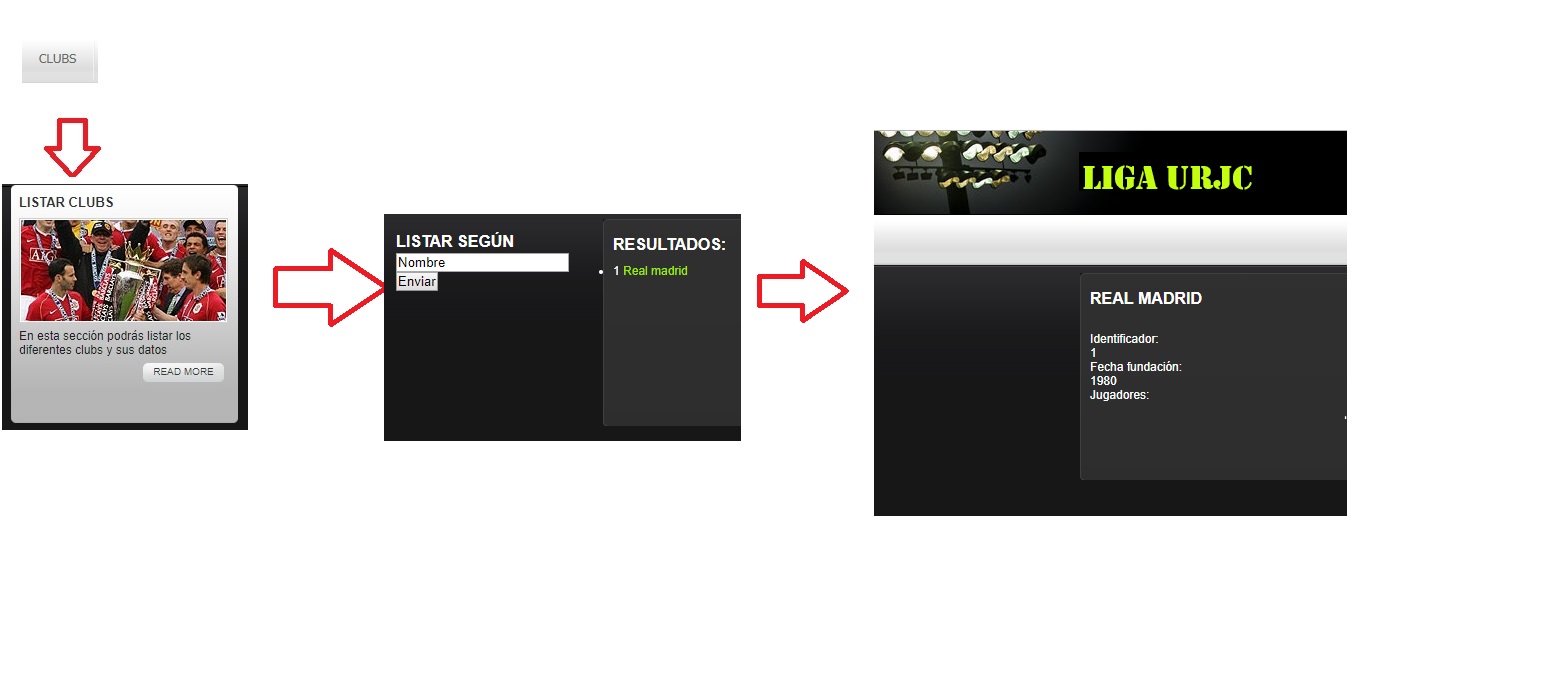 CLUBS
LISTAR CLUBS
AIG
En esta sección podrás listar los
diferentes clubs y sus datos
READ MORE
LISTAR SEGÚN
Nombre
Enviar
RESULTADOS:
1 Real madrid
LIGA URJC
REAL MADRID
Identificador:
1
Fecha fundación:
1980
Jugadores: